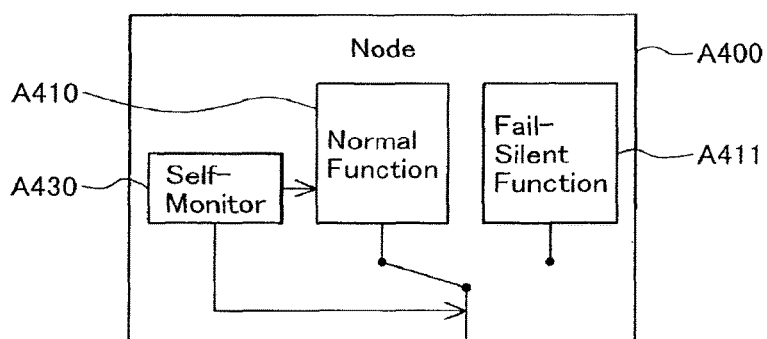 Node
A400
A410
Normal
Function
Fail-
Silent
Function
A411
A430
Self-
Monitor